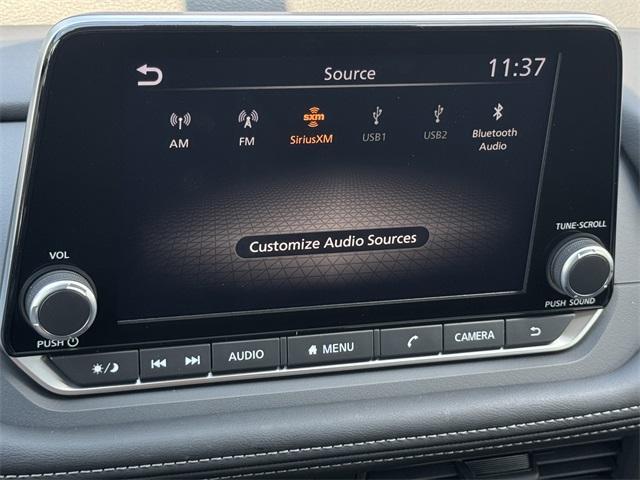 Source
11:37
AM
FM
sxm
SiriusXM
USB1
USB2
Bluetooth
Audio
Customize Audio Sources
VOL
PUSH
TUNE·SCROLL
PUSH SOUND
AUDIO
MENU
CAMERA